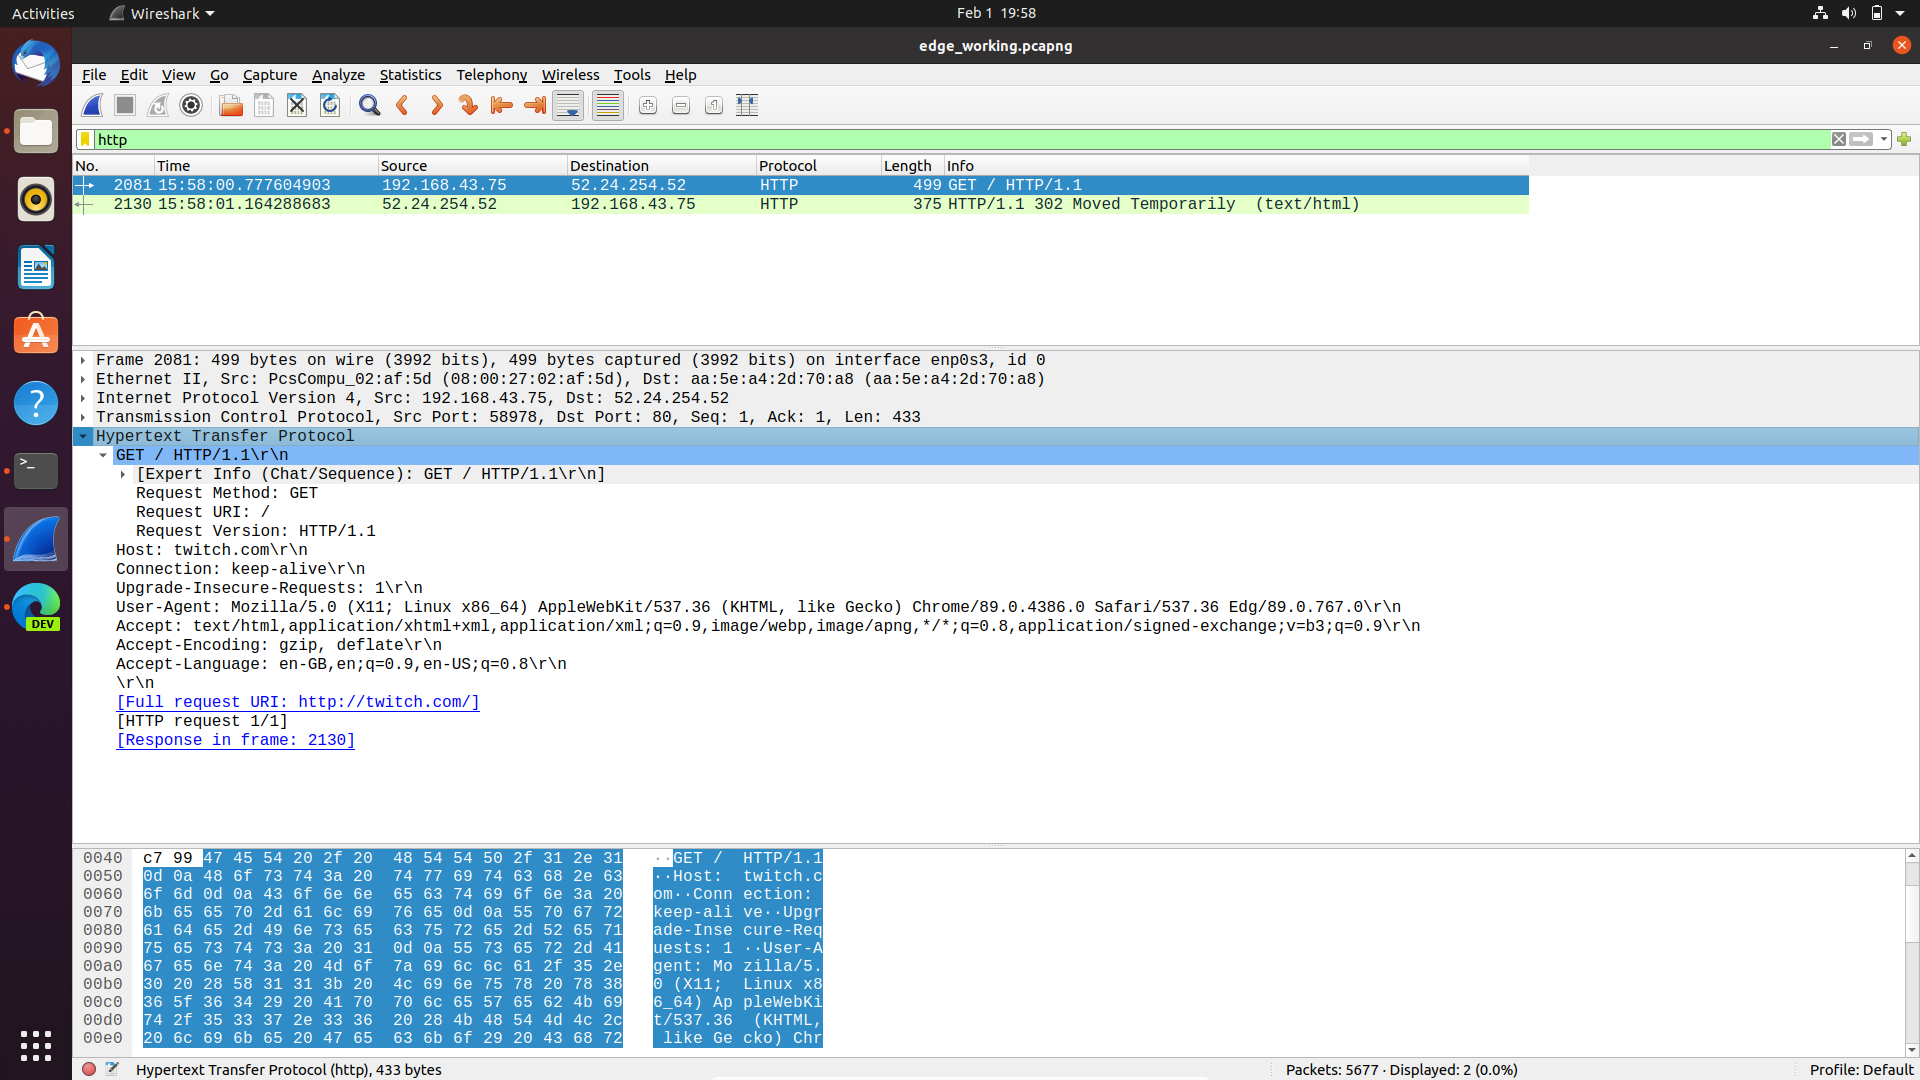 Activities Wireshark Feb 1 19:58
edge_working.pcapng
File Edit View Go Capture Analyze Statistics Telephony Wireless Tools Help
http
No. Time Source Destination Protocol Length Info
2081 15:58:00.777604903 192.168.43.75 52.24.254.52 HTTP 499 GET / HTTP/1.1
2130 15:58:01.164288683 52.24.254.52 192.168.43.75 HTTP 375 HTTP/1.1 302 Moved Temporarily (text/html)
Frame 2081: 499 bytes on wire (3992 bits), 499 bytes captured (3992 bits) on interface enp0s3, id 0
Ethernet II, Src: PcsCompu_02:af:5d (08:00:27:02:af:5d), Dst: aa:5e:a4:2d:70:a8 (aa:5e:a4:2d:70:a8)
Internet Protocol Version 4, Src: 192.168.43.75, Dst: 52.24.254.52
Transmission Control Protocol, Src Port: 58978, Dst Port: 80, Seq: 1, Ack: 1, Len: 433
Hypertext Transfer Protocol
GET / HTTP/1.1\r\n
[Expert Info (Chat/Sequence): GET / HTTP/1.1\r\n]
Request Method: GET
Request URI: /
Request Version: HTTP/1.1
Host: twitch.com\r\n
Connection: keep-alive\r\n
Upgrade-Insecure-Requests: 1\r\n
User-Agent: Mozilla/5.0 (X11; Linux x86_64) AppleWebKit/537.36 (KHTML, like Gecko) Chrome/89.0.4386.0 Safari/537.36 Edg/89.0.767.0\r\n
Accept: text/html,application/xhtml+xml,application/xml;q=0.9,image/webp,image/apng,*/*;q=0.8,application/signed-exchange;v=b3;q=0.9\r\n
Accept-Encoding: gzip, deflate\r\n
Accept-Language: en-GB,en;q=0.9,en-US;q=0.8\r\n
\r\n
[Full request URI: http://twitch.com/]
[HTTP request 1/1]
[Response in frame: 2130]
DEV
0040 c7 99 47 45 54 20 2f 20 48 54 54 50 2f 31 2e 31 ··GET / HTTP/1.1
0050 0d 0a 48 6f 73 74 3a 20 74 77 69 74 63 68 2e 63 ··Host: twitch.c
0060 6f 6d 0d 0a 43 6f 6e 6e 65 63 74 69 6f 6e 3a 20 om··Conn ection:
0070 6b 65 65 70 2d 61 6c 69 76 65 0d 0a 55 70 67 72 keep-ali ve··Upgr
0080 61 64 65 2d 49 6e 73 65 63 75 72 65 2d 52 65 71 ade-Inse cure-Req
0090 75 65 73 74 73 3a 20 31 0d 0a 55 73 65 72 2d 41 uests: 1 ··User-A
00a0 67 65 6e 74 3a 20 4d 6f 7a 69 6c 6c 61 2f 35 2e gent: Mo zilla/5.
00b0 30 20 28 58 31 31 3b 20 4c 69 6e 75 78 20 78 38 0 (X11; Linux x8
00c0 36 5f 36 34 29 20 41 70 70 6c 65 57 65 62 4b 69 6_64) Ap pleWebKi
00d0 74 2f 35 33 37 2e 33 36 20 28 4b 48 54 4d 4c 2c t/537.36 (KHTML,
00e0 20 6c 69 6b 65 20 47 65 63 6b 6f 29 20 43 68 72 like Ge cko) Chr
Hypertext Transfer Protocol (http), 433 bytes Packets: 5677 · Displayed: 2 (0.0%) Profile: Default